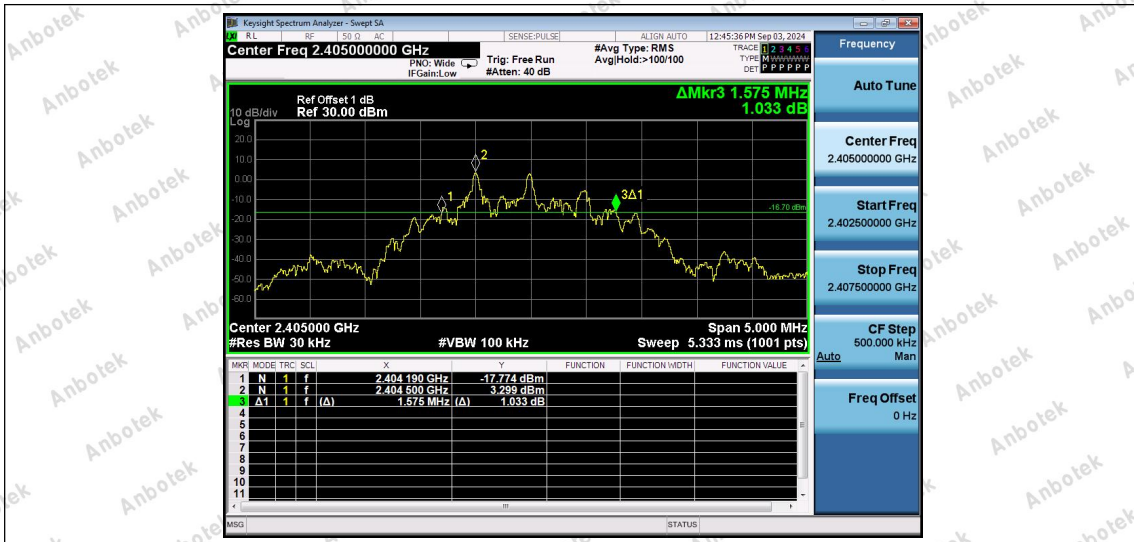 Keysight Spectrum Analyzer - Swept SA
RL RF 50 Ω AC SENSE:PULSE ALIGN AUTO 12:45:36 PM Sep 03, 2024
Center Freq 2.405000000 GHz
PNO: Wide
IFGain:Low
Trig: Free Run
#Atten: 40 dB
#Avg Type: RMS
Avg|Hold:>100/100
TRACE 1 2 3 4 5 6
TYPE M W W W W W
DET P P P P P P
ΔMkr3 1.575 MHz
1.033 dB
Ref Offset 1 dB
10 dB/div Ref 30.00 dBm
Log
20.0
10.0
0.00
-10.0
-20.0
-30.0
-40.0
-50.0
-60.0
1
2
3Δ1
-16.70 dBm
Center 2.405000 GHz Span 5.000 MHz
#Res BW 30 kHz #VBW 100 kHz Sweep 5.333 ms (1001 pts)
MKR MODE TRC SCL X Y FUNCTION FUNCTION WIDTH FUNCTION VALUE
1 N 1 f 2.404 190 GHz -17.774 dBm
2 N 1 f 2.404 500 GHz 3.299 dBm
3 Δ1 1 f (Δ) 1.575 MHz (Δ) 1.033 dB
4
5
6
7
8
9
10
11
MSG STATUS
Frequency
Auto Tune
Center Freq
2.405000000 GHz
Start Freq
2.402500000 GHz
Stop Freq
2.407500000 GHz
CF Step
500.000 kHz
Auto Man
Freq Offset
0 Hz
Anbotek